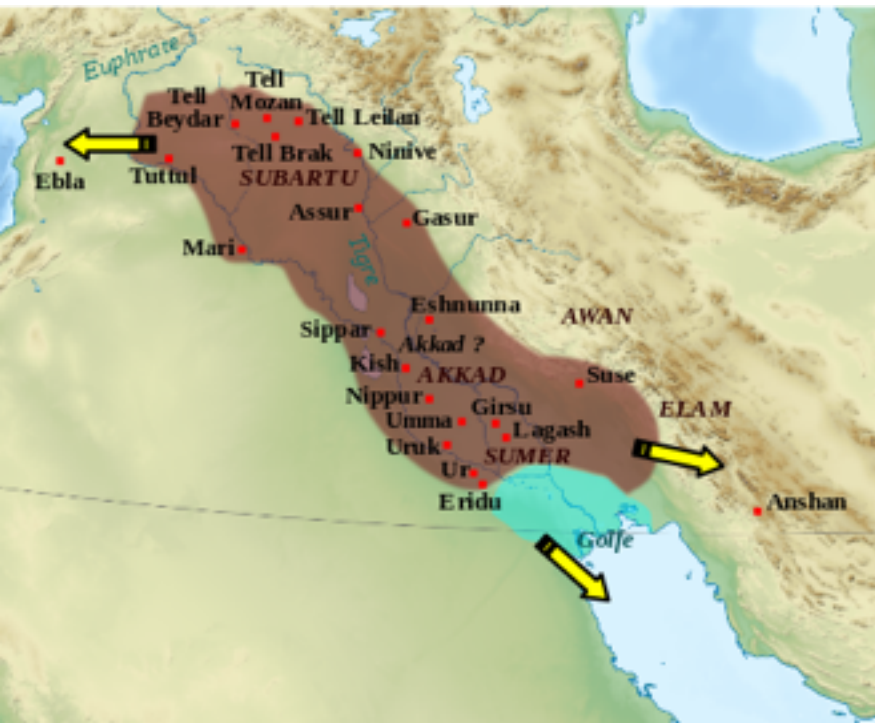 Euphrate
Tell
Mozan
Tell
Beydar
Tell Leilan
Tell Brak
Ninive
Ebla
Tuttul
SUBARTU
Assur
Gasur
Mari
Tigre
Eshnunna
AWAN
Sippar
Akkad ?
Kish
AKKAD
Suse
Nippur
Girsu
ELAM
Umma
Lagash
Uruk
SUMER
Ur
Eridu
Anshan
Golfe